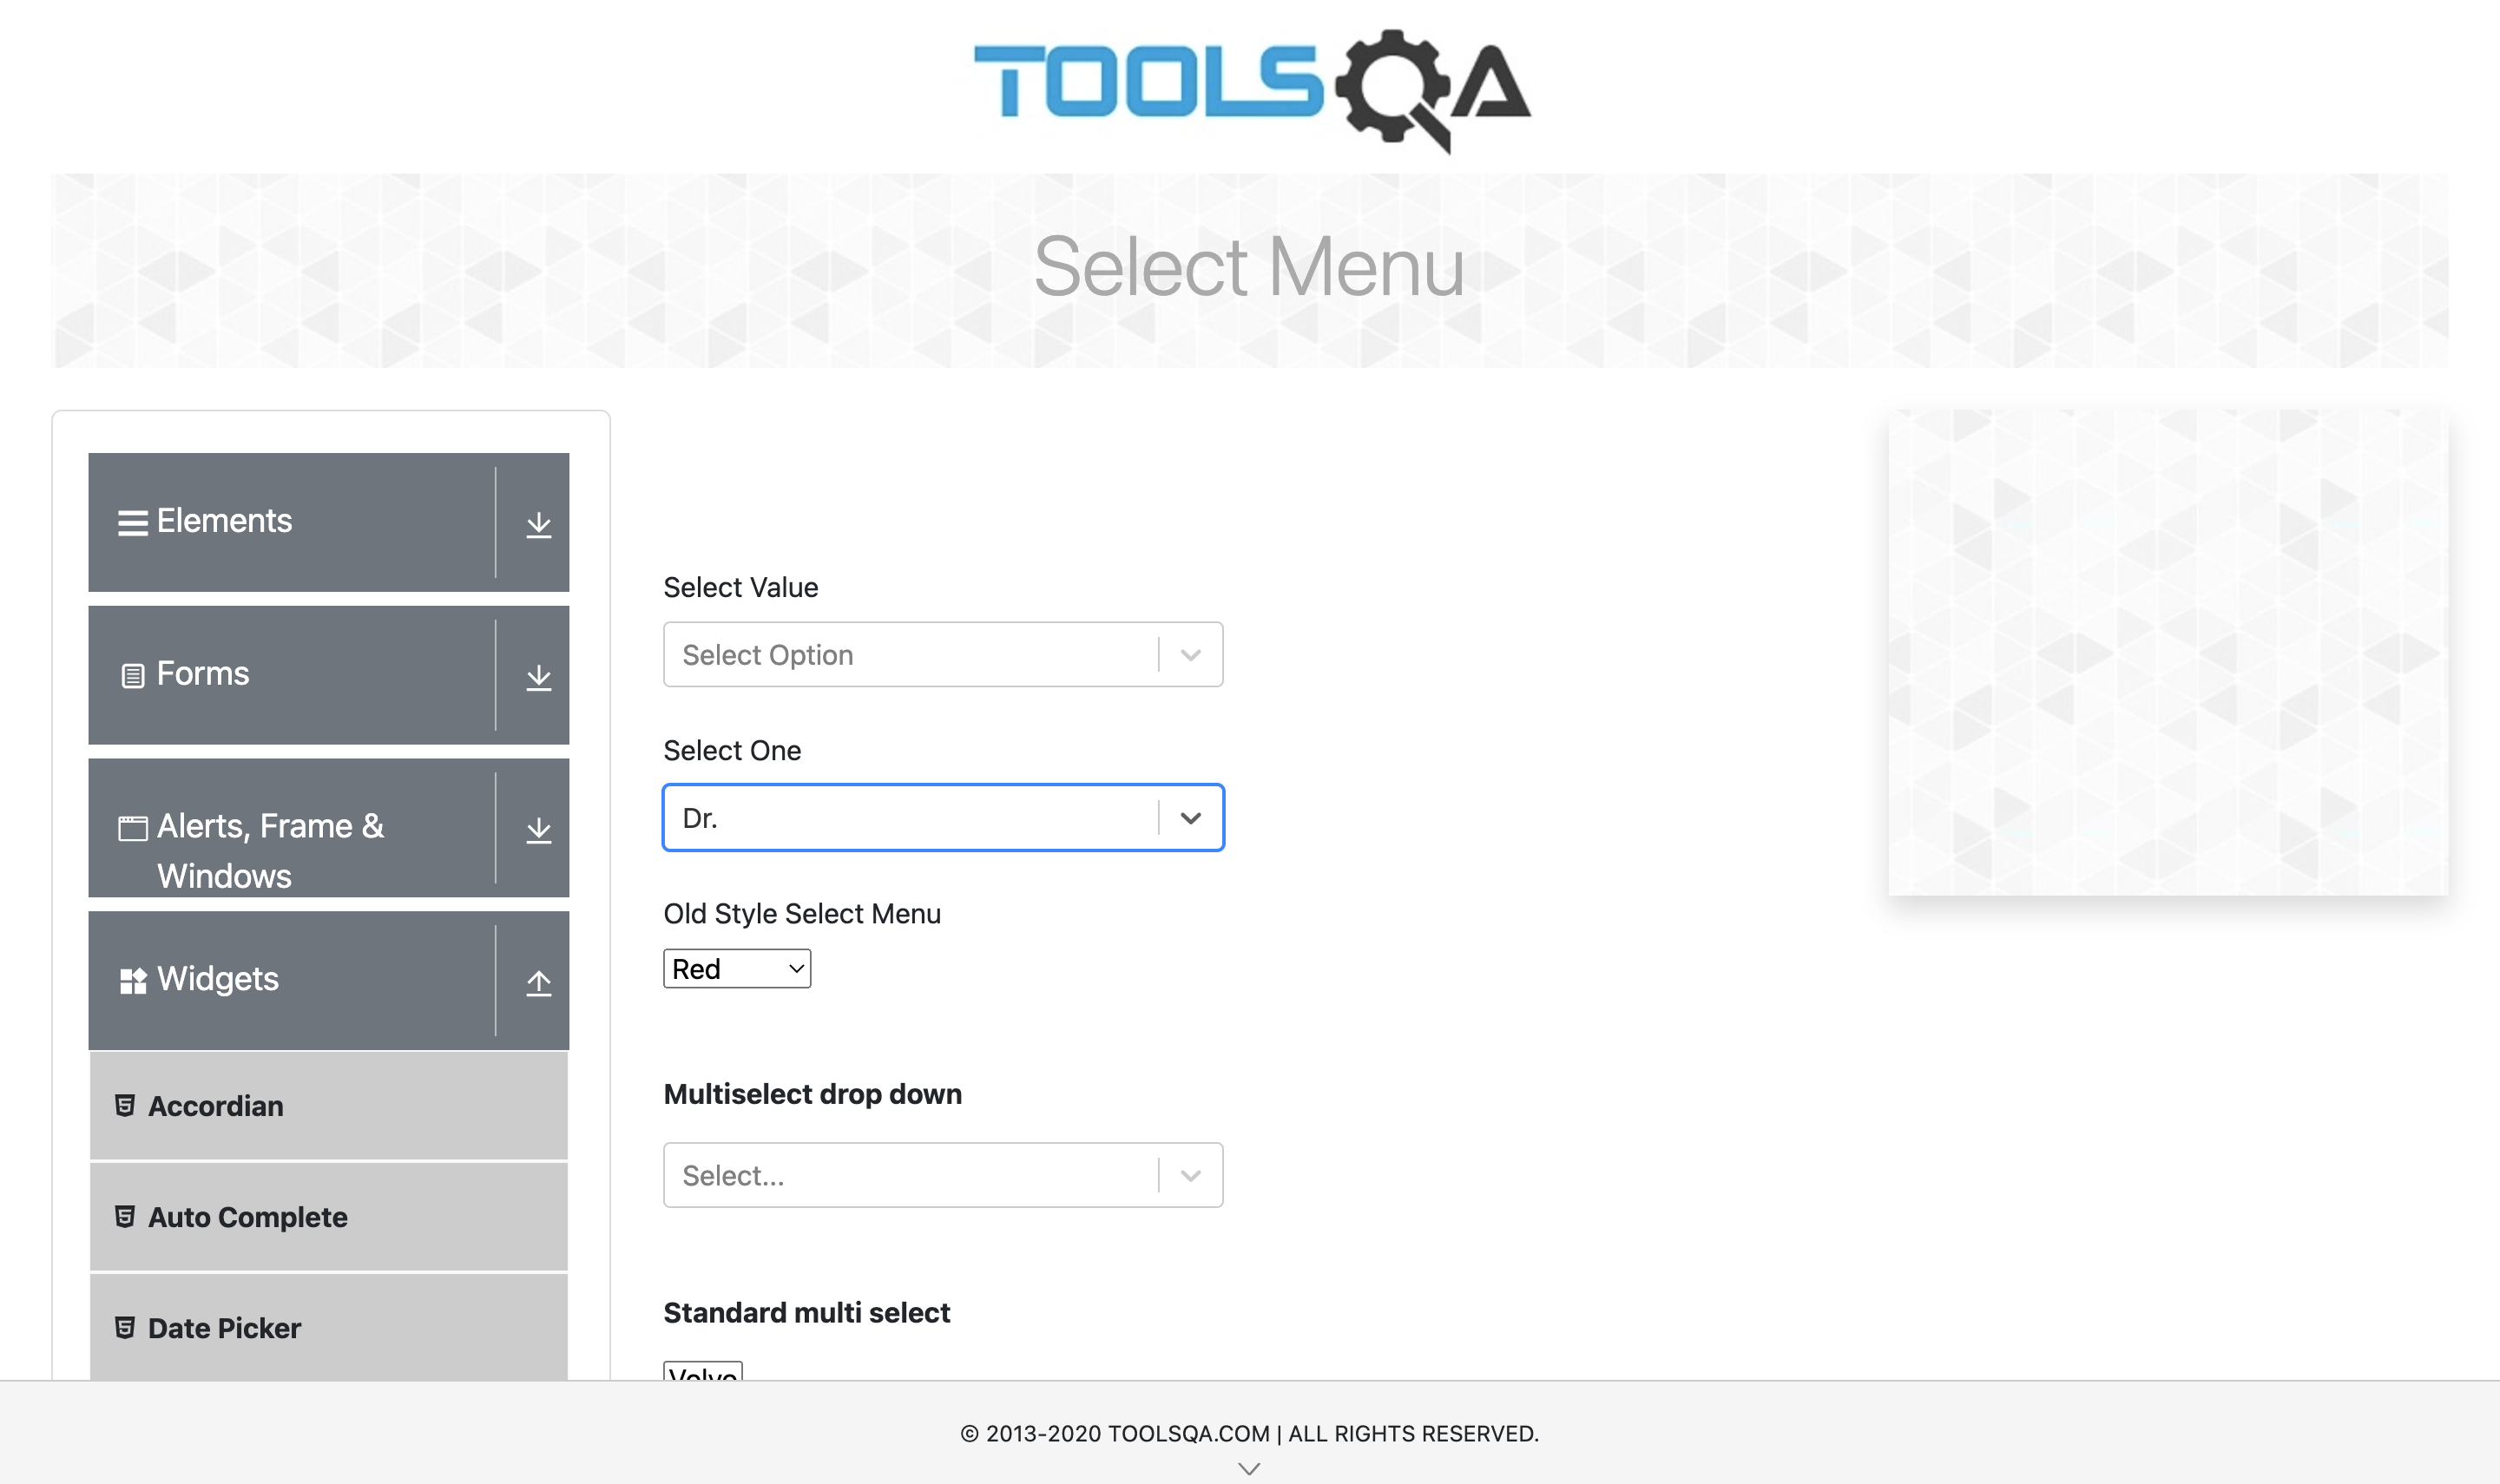 TOOLSQA
Select Menu
Elements
Forms
Alerts, Frame &
Windows
Widgets
Accordian
Auto Complete
Date Picker
Select Value
Select Option
Select One
Dr.
Old Style Select Menu
Red
Multiselect drop down
Select...
Standard multi select
Volvo
© 2013-2020 TOOLSQA.COM | ALL RIGHTS RESERVED.